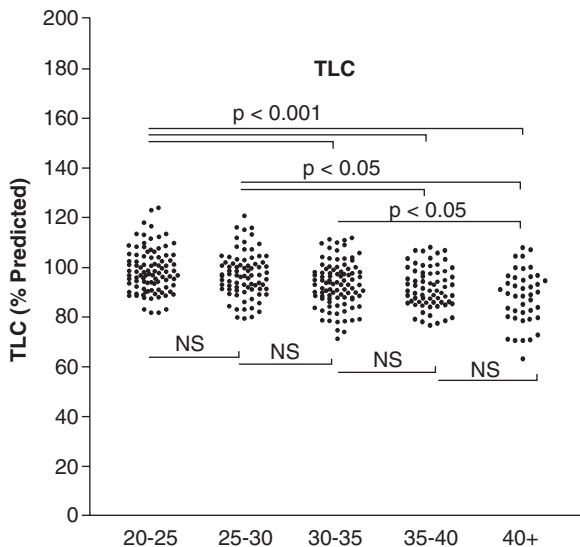 200
180
TLC
160
p < 0.001
140
p < 0.05
120
p < 0.05
100
TLC (% Predicted)
80
NS
NS
NS
NS
60
40
20
0
20-25 25-30 30-35 35-40 40+